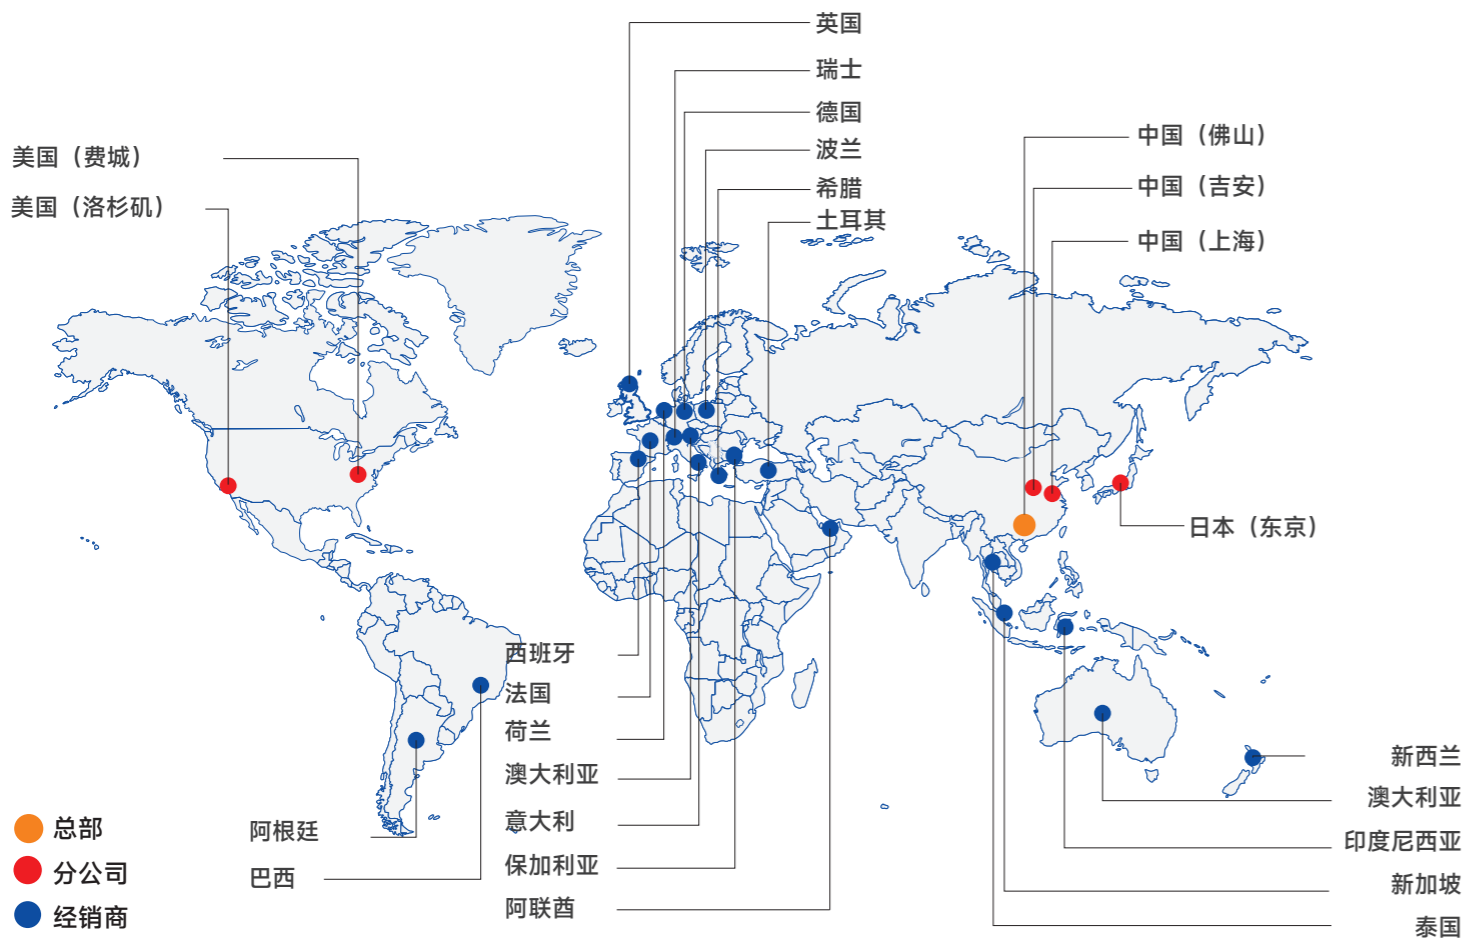 英国
瑞士
德国
波兰
希腊
土耳其
中国（佛山）
中国（吉安）
中国（上海）
美国（费城）
美国（洛杉矶）
日本（东京）
西班牙
法国
荷兰
澳大利亚
意大利
保加利亚
阿联酋
阿根廷
巴西
新西兰
澳大利亚
印度尼西亚
新加坡
泰国
总部
分公司
经销商